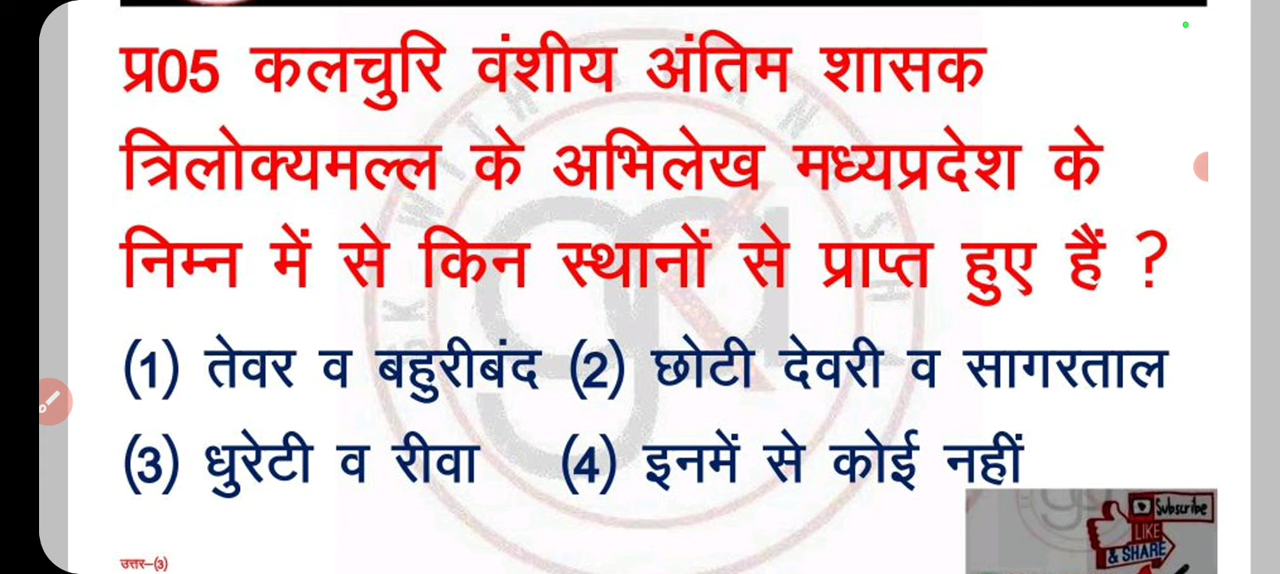 प्र05 कलचुरि वंशीय अंतिम शासक
त्रिलोक्यमल्ल के अभिलेख मध्यप्रदेश के
निम्न में से किन स्थानों से प्राप्त हुए हैं ?
(1) तेवर व बहुरीबंद (2) छोटी देवरी व सागरताल
(3) धुरेटी व रीवा (4) इनमें से कोई नहीं
उत्तर–(3)
Subscribe
LIKE
& SHARE